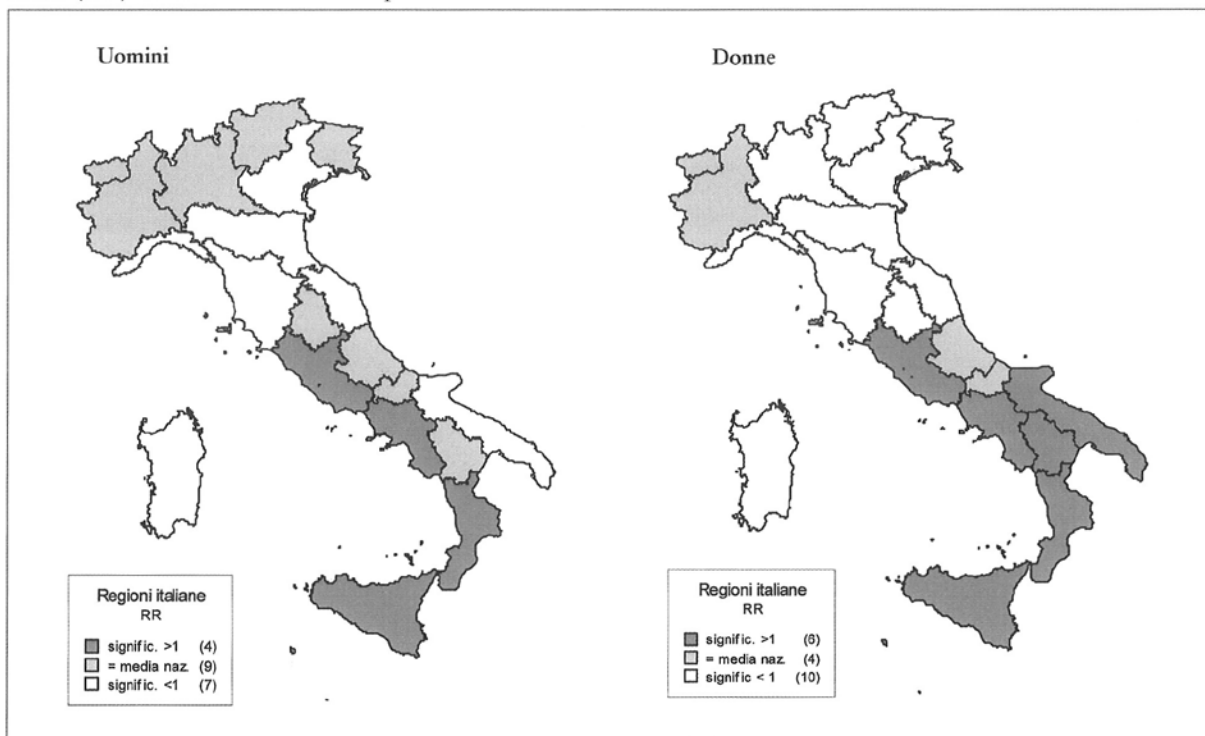 Uomini
Donne
Regioni italiane
RR
signific. >1 (4)
= media naz. (9)
signific. <1 (7)
Regioni italiane
RR
signific. >1 (6)
= media naz. (4)
signific. < 1 (10)